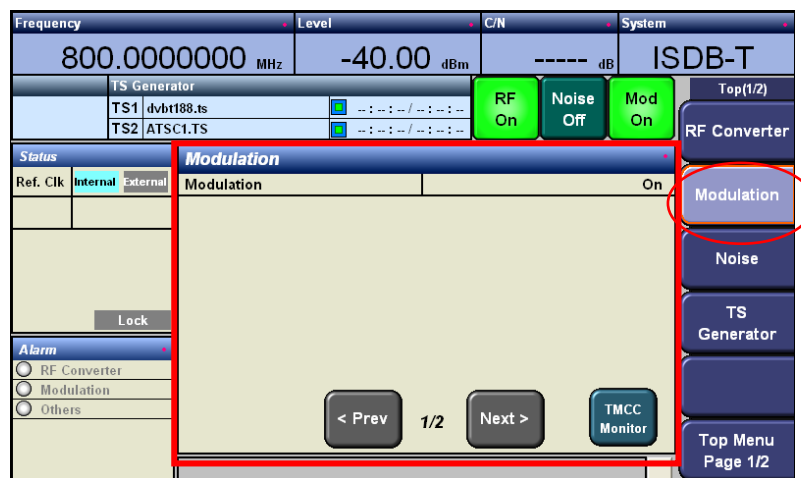 Frequency Level C/N System
800.0000000 MHz -40.00 dBm ----- dB ISDB-T
TS Generator
TS1 dvbt188.ts --:--:--/--:--:--
TS2 ATSC1.TS --:--:--/--:--:--
RF On
Noise Off
Mod On
Top(1/2)
RF Converter
Modulation
Noise
TS Generator
Top Menu
Page 1/2
Status
Ref. Clk Internal External
Lock
Alarm
RF Converter
Modulation
Others
Modulation
Modulation On
< Prev 1/2 Next >
TMCC
Monitor